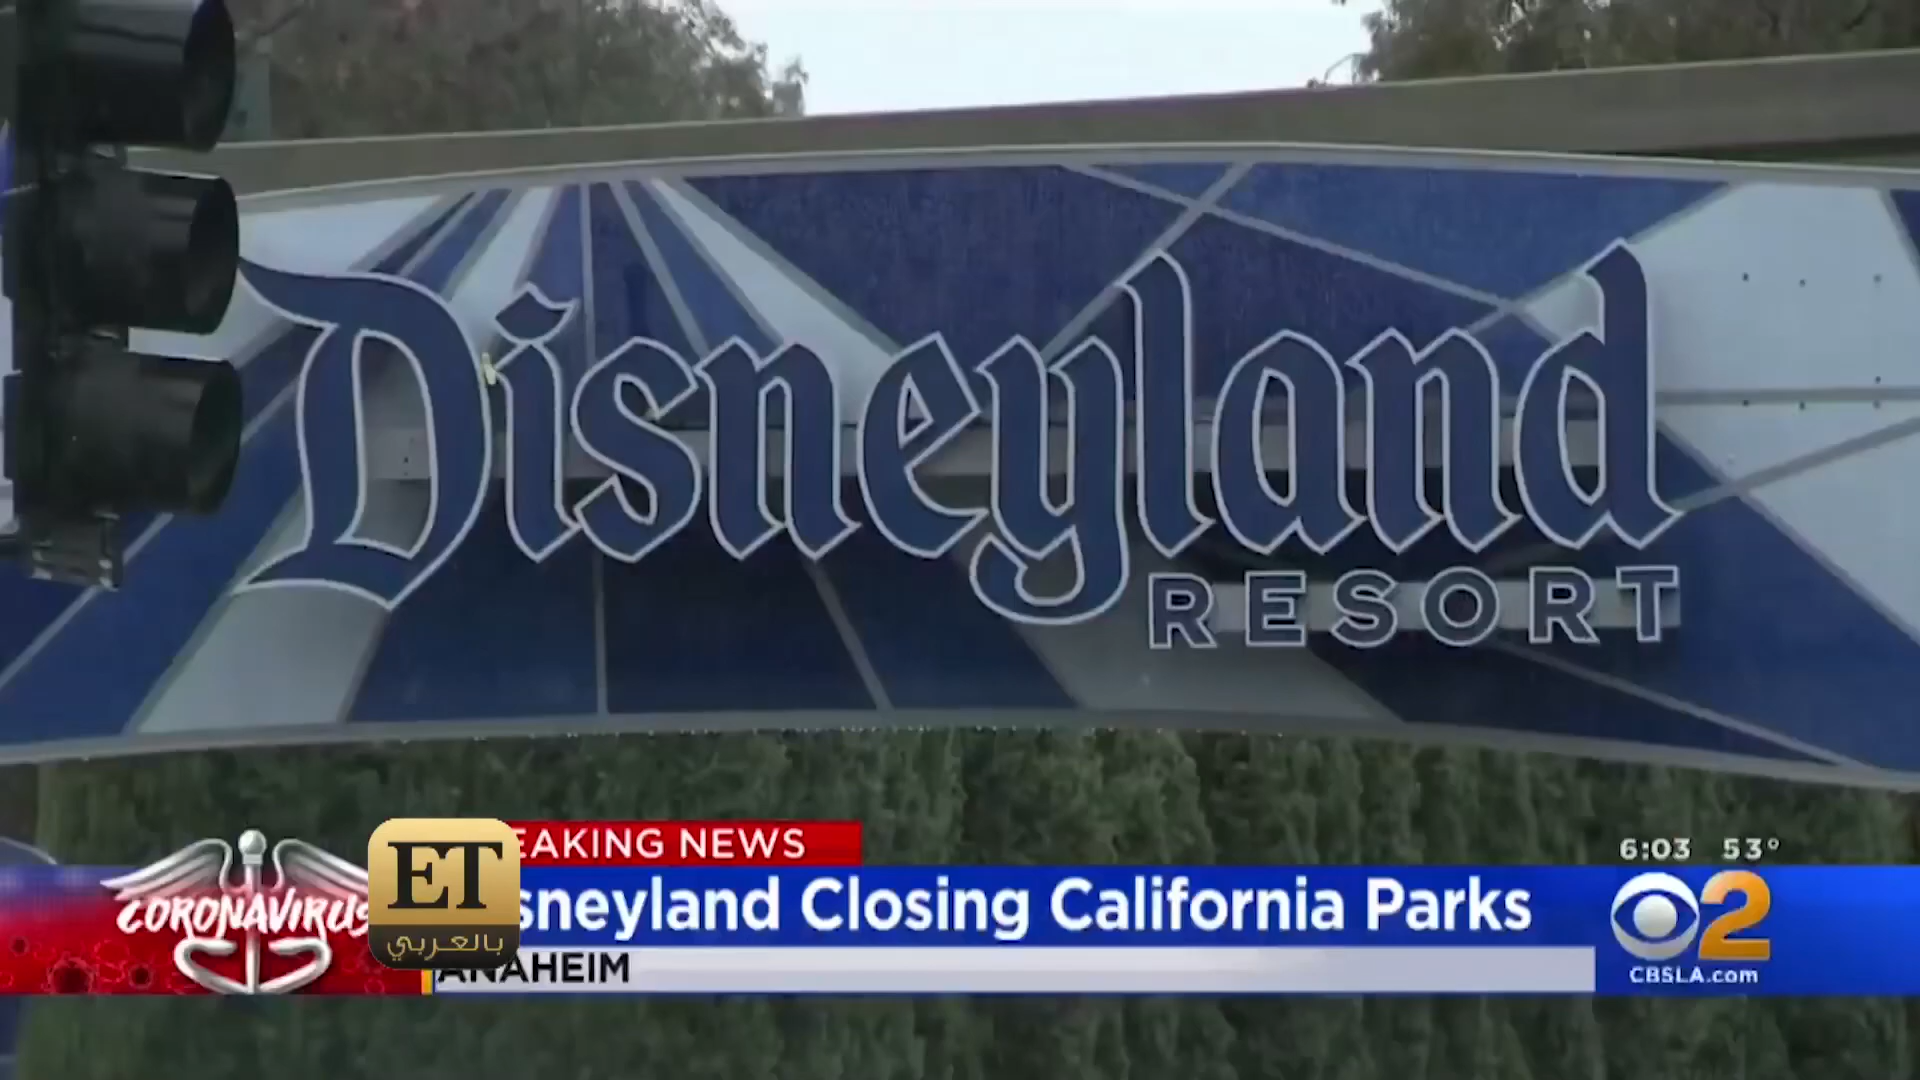 Disneyland
RESORT
EAKING NEWS
6:03 53°
CORONAVIRUS
ET
بالعربي
sneyland Closing California Parks
2
ANAHEIM
CBSLA.com